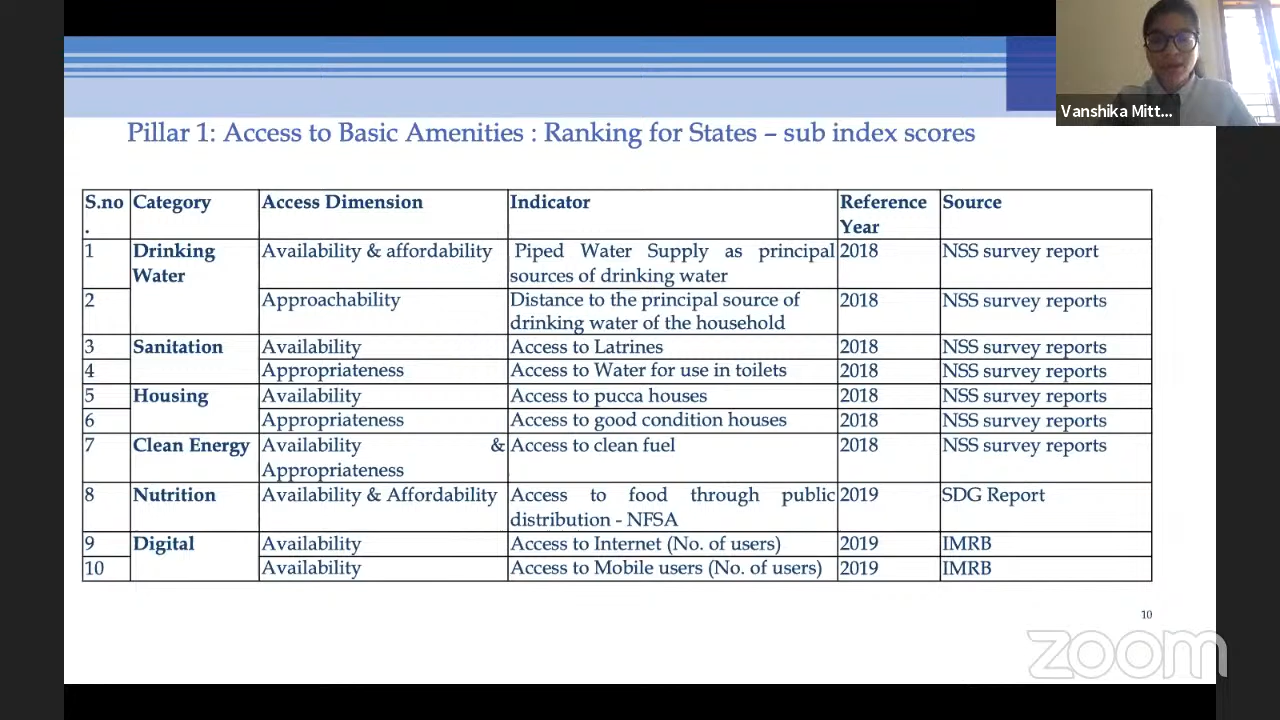 Vanshika Mitt...
Pillar 1: Access to Basic Amenities : Ranking for States – sub index scores
S.no Category Access Dimension Indicator Reference Source
. Year
1 Drinking Availability & affordability Piped Water Supply as principal 2018 NSS survey report
Water sources of drinking water
2 Approachability Distance to the principal source of 2018 NSS survey reports
drinking water of the household
3 Sanitation Availability Access to Latrines 2018 NSS survey reports
4 Appropriateness Access to Water for use in toilets 2018 NSS survey reports
5 Housing Availability Access to pucca houses 2018 NSS survey reports
6 Appropriateness Access to good condition houses 2018 NSS survey reports
7 Clean Energy Availability & Access to clean fuel 2018 NSS survey reports
Appropriateness
8 Nutrition Availability & Affordability Access to food through public 2019 SDG Report
distribution - NFSA
9 Digital Availability Access to Internet (No. of users) 2019 IMRB
10 Availability Access to Mobile users (No. of users) 2019 IMRB
10
zoom